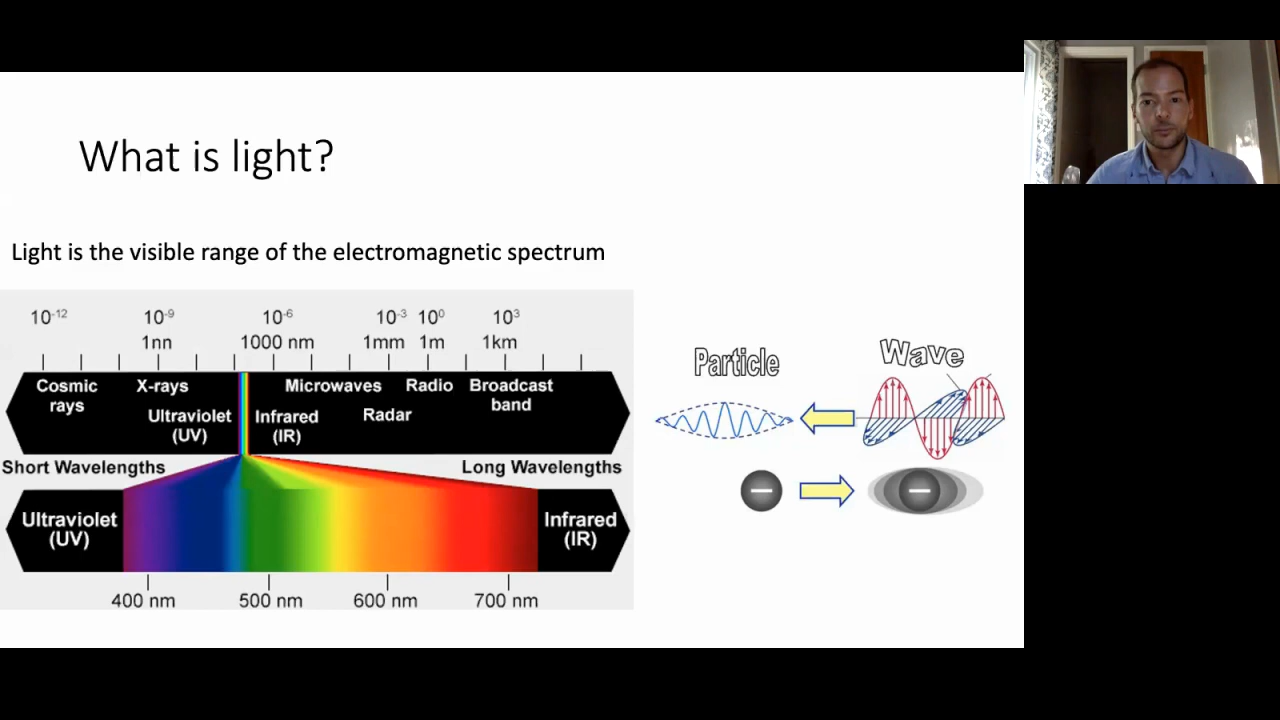 What is light?
Light is the visible range of the electromagnetic spectrum
10-12 10-9 10-6 10-3 100 103
1nn 1000 nm 1mm 1m 1km
Cosmic rays X-rays Microwaves Radio Broadcast band
Ultraviolet (UV) Infrared (IR) Radar
Short Wavelengths Long Wavelengths
Ultraviolet (UV) Infrared (IR)
400 nm 500 nm 600 nm 700 nm
Particle Wave